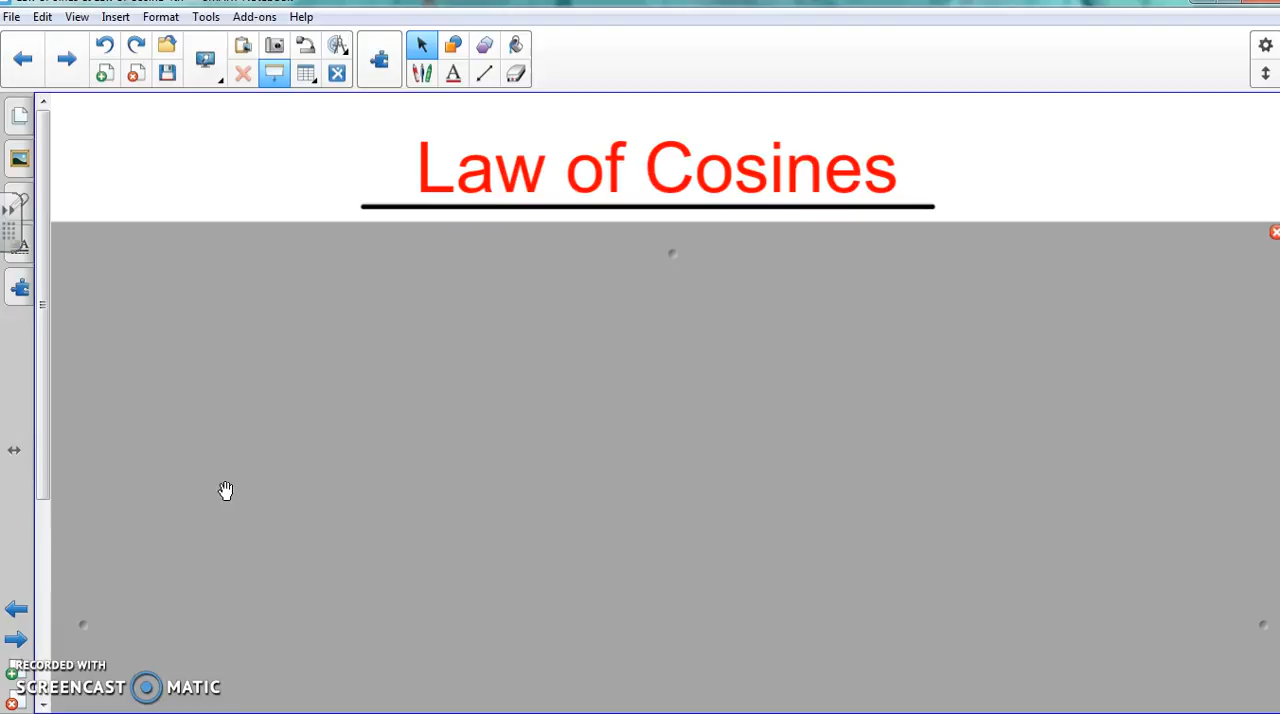 File Edit View Insert Format Tools Add-ons Help
Law of Cosines
RECORDED WITH
SCREENCAST MATIC